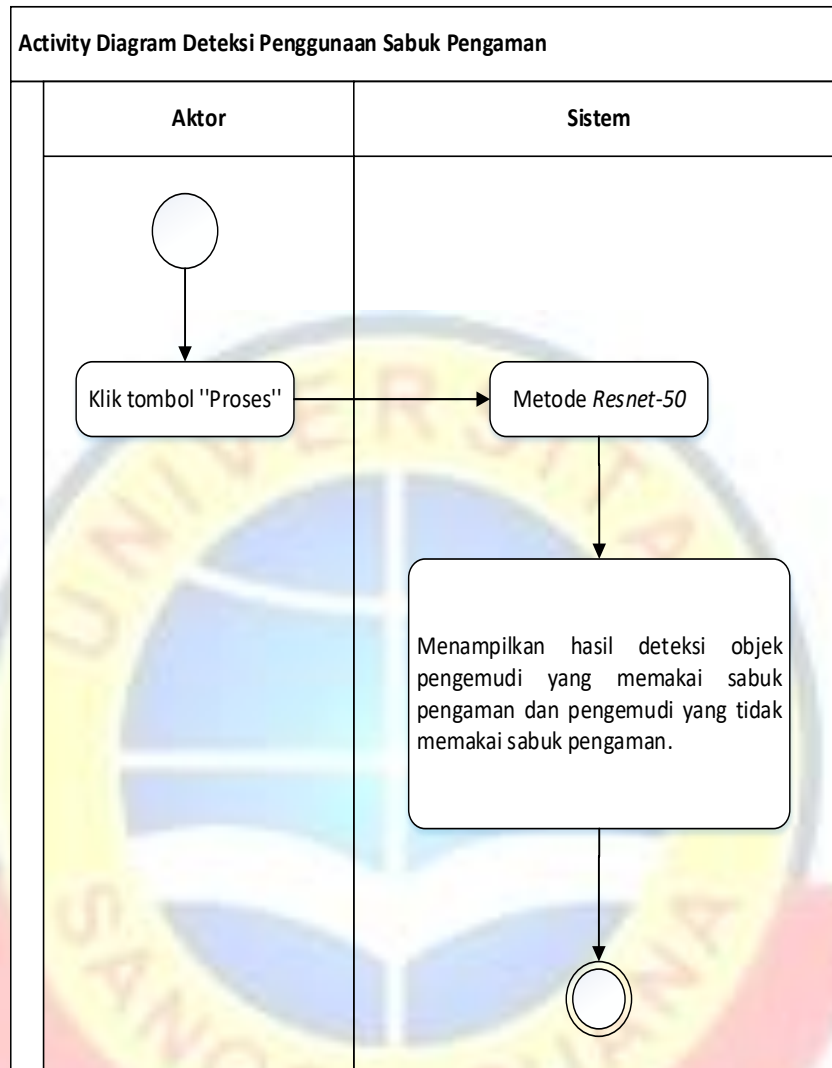 Activity Diagram Deteksi Penggunaan Sabuk Pengaman
Aktor
Sistem
Klik tombol ''Proses''
Metode Resnet-50
Menampilkan hasil deteksi objek
pengemudi yang memakai sabuk
pengaman dan pengemudi yang tidak
memakai sabuk pengaman.
UNIVERSITA